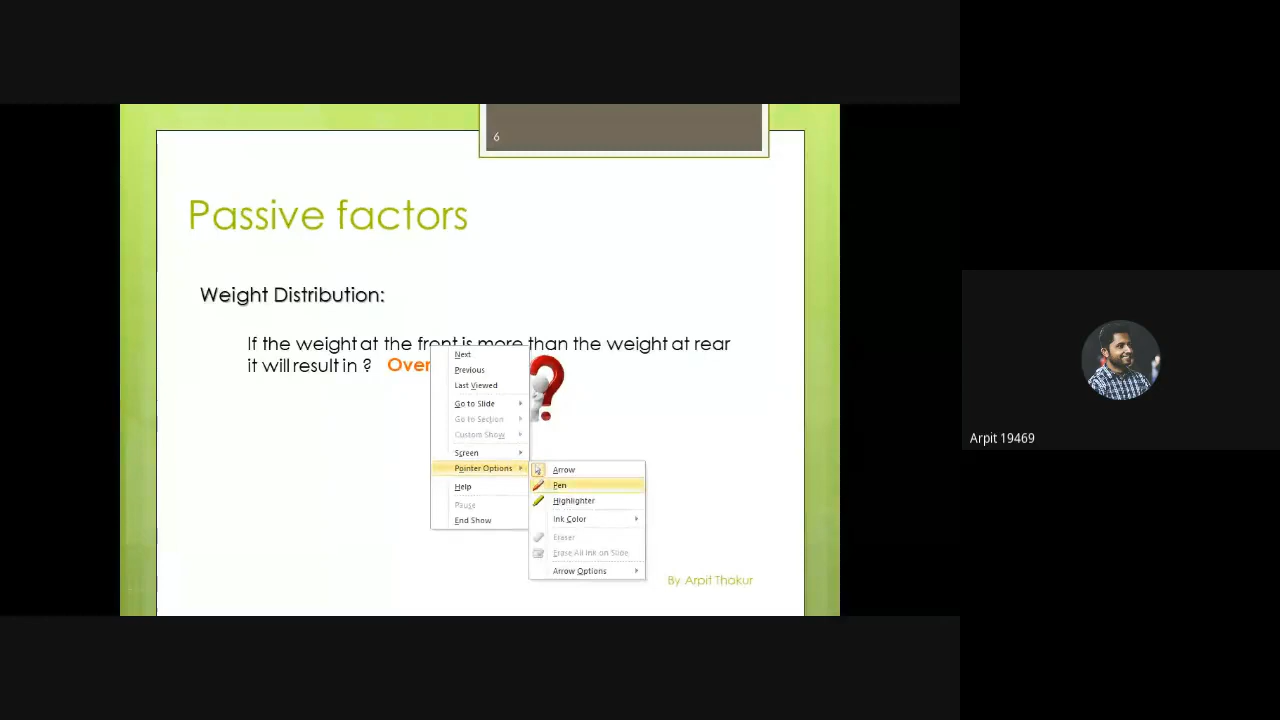 6
Passive factors
Weight Distribution:
If the weight at the front is more than the weight at rear
it will result in ? Over
Next
Previous
Last Viewed
Go to Slide
Go to Section
Custom Show
Screen
Pointer Options
Help
Pause
End Show
Arrow
Pen
Highlighter
Ink Color
Eraser
Erase All Ink on Slide
Arrow Options
By Arpit Thakur
Arpit 19469